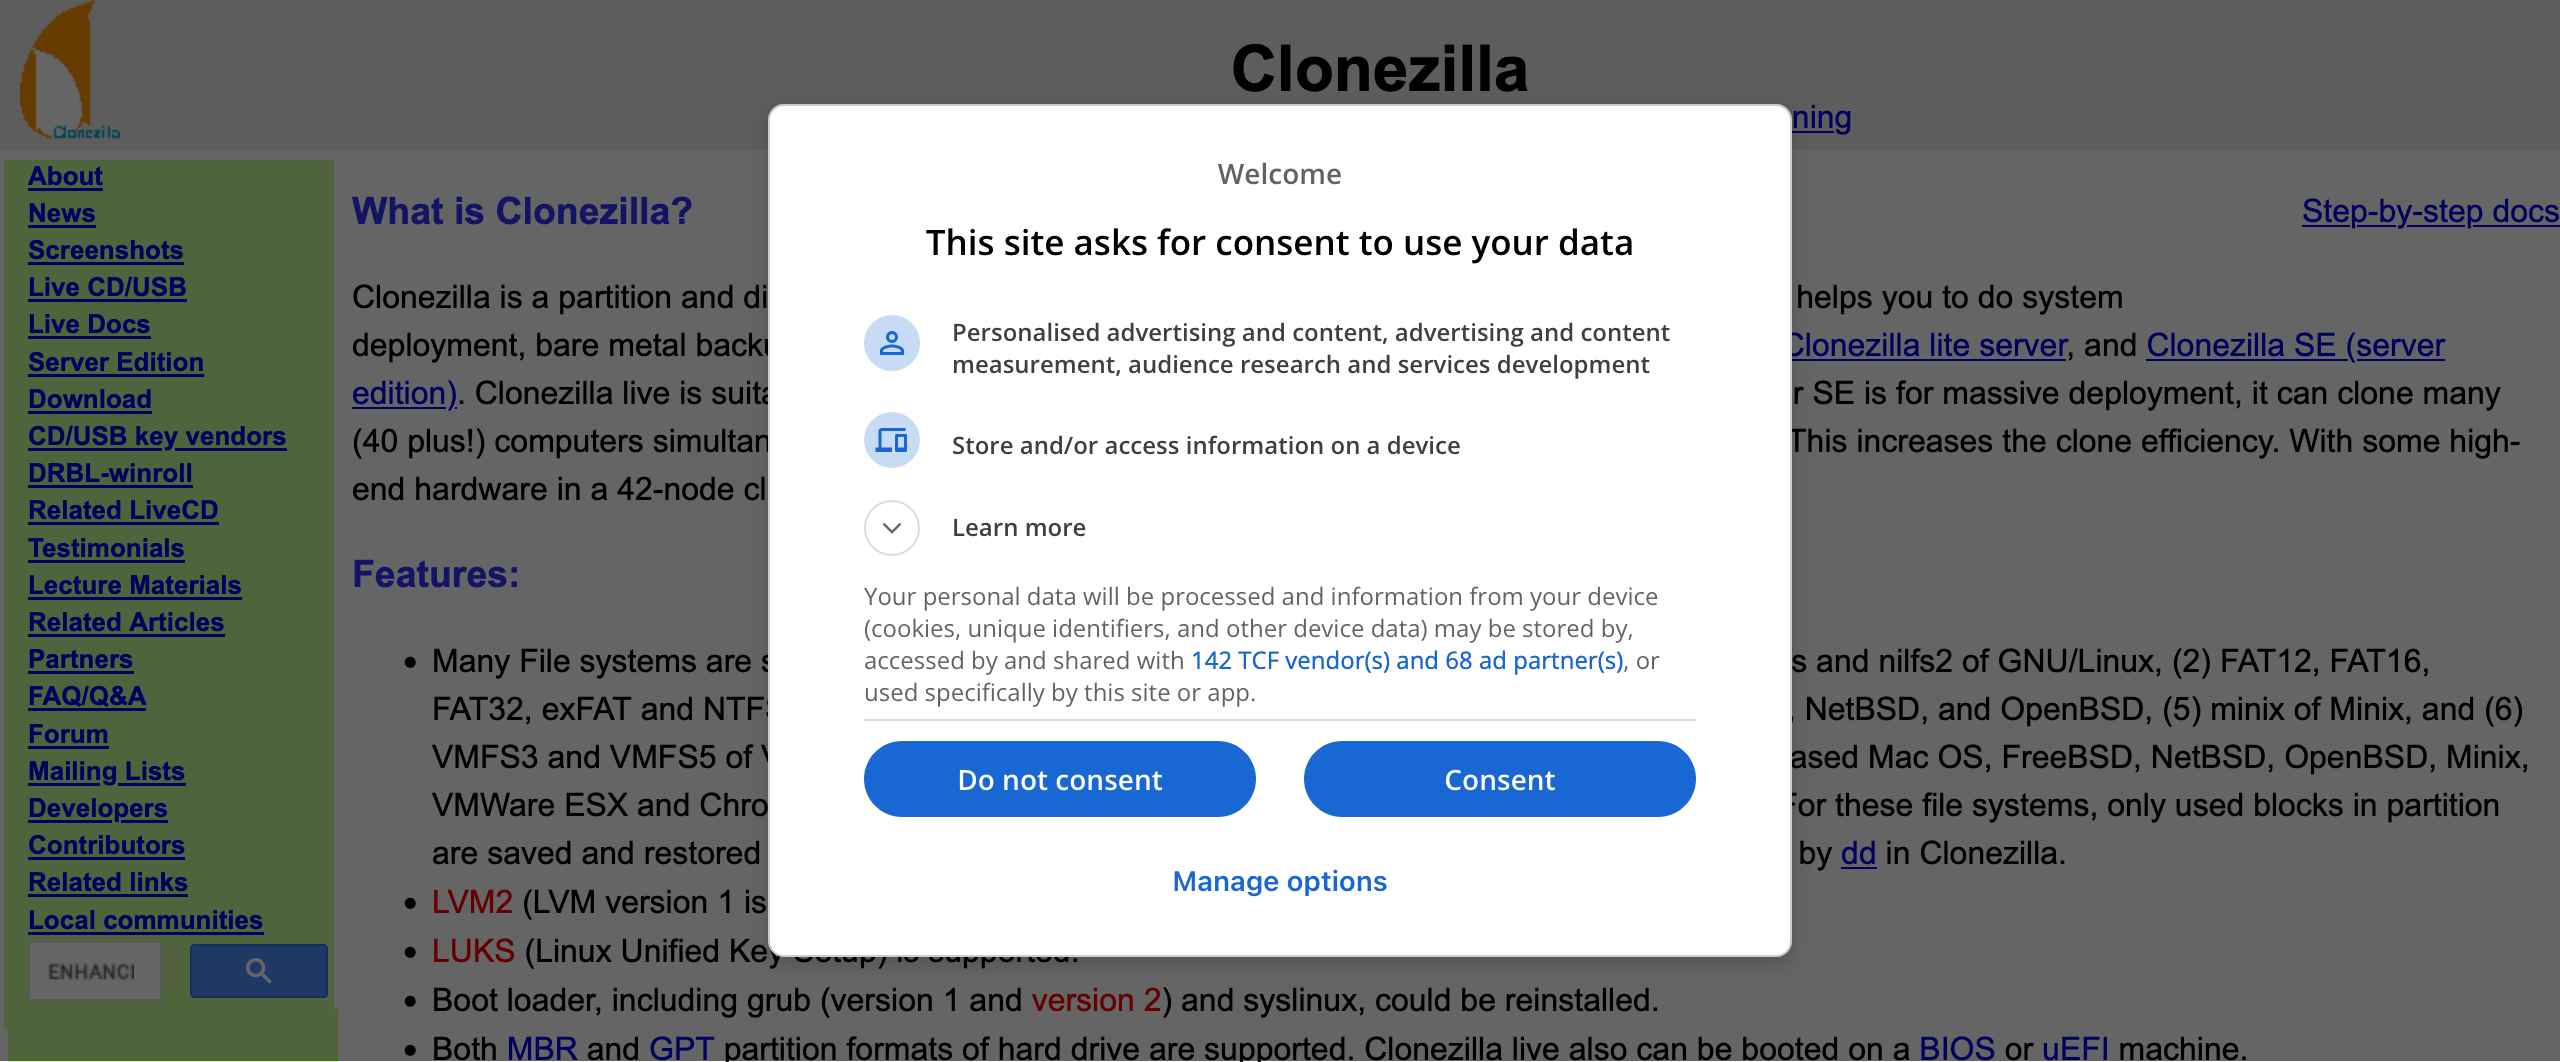 Clonezilla
Clonezilla
ning
About
News
Screenshots
Live CD/USB
Live Docs
Server Edition
Download
CD/USB key vendors
DRBL-winroll
Related LiveCD
Testimonials
Lecture Materials
Related Articles
Partners
FAQ/Q&A
Forum
Mailing Lists
Developers
Contributors
Related links
Local communities
ENHANCI
What is Clonezilla?
Step-by-step docs
Clonezilla is a partition and di helps you to do system
deployment, bare metal backu Clonezilla lite server, and Clonezilla SE (server
edition). Clonezilla live is suita r SE is for massive deployment, it can clone many
(40 plus!) computers simultan This increases the clone efficiency. With some high-
end hardware in a 42-node cl
Features:
• Many File systems are s s and nilfs2 of GNU/Linux, (2) FAT12, FAT16,
FAT32, exFAT and NTFS , NetBSD, and OpenBSD, (5) minix of Minix, and (6)
VMFS3 and VMFS5 of V ased Mac OS, FreeBSD, NetBSD, OpenBSD, Minix,
VMWare ESX and Chro For these file systems, only used blocks in partition
are saved and restored by dd in Clonezilla.
• LVM2 (LVM version 1 is
• LUKS (Linux Unified Key Setup) is supported.
• Boot loader, including grub (version 1 and version 2) and syslinux, could be reinstalled.
• Both MBR and GPT partition formats of hard drive are supported. Clonezilla live also can be booted on a BIOS or uEFI machine.
Welcome
This site asks for consent to use your data
Personalised advertising and content, advertising and content
measurement, audience research and services development
Store and/or access information on a device
Learn more
Your personal data will be processed and information from your device
(cookies, unique identifiers, and other device data) may be stored by,
accessed by and shared with 142 TCF vendor(s) and 68 ad partner(s), or
used specifically by this site or app.
Do not consent
Consent
Manage options